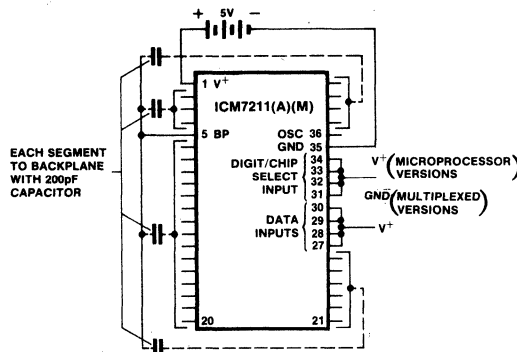 + 5V −
1 V+
ICM7211(A)(M)
5 BP
OSC 36
GND 35
EACH SEGMENT
TO BACKPLANE
WITH 200pF
CAPACITOR
DIGIT/CHIP
SELECT
INPUT
34
33
32
31
V+ (MICROPROCESSOR
VERSIONS)
GND (MULTIPLEXED
VERSIONS)
DATA
INPUTS
30
29
28
27
V+
20
21